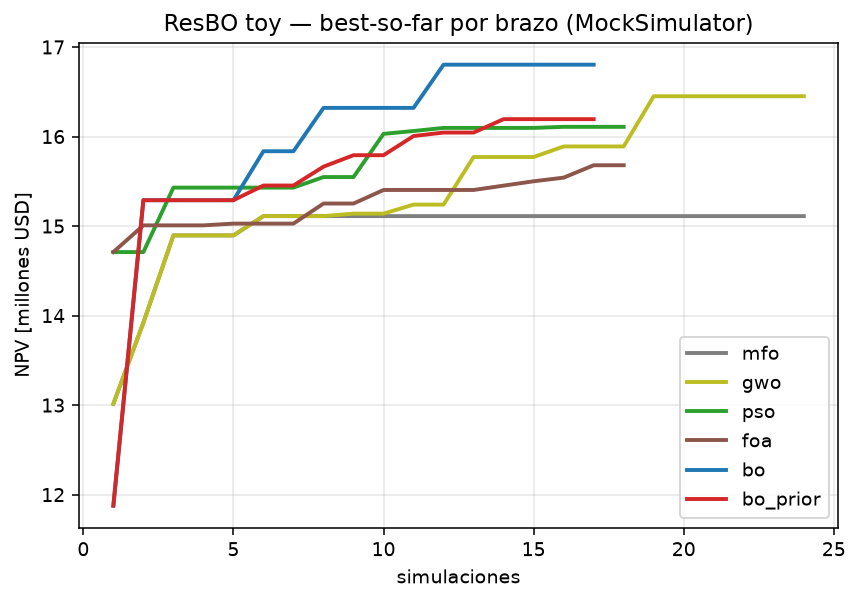 ResBO toy — best-so-far por brazo (MockSimulator)
NPV [millones USD]
17
16
15
14
13
12
0 5 10 15 20 25
simulaciones
mfo
gwo
pso
foa
bo
bo_prior